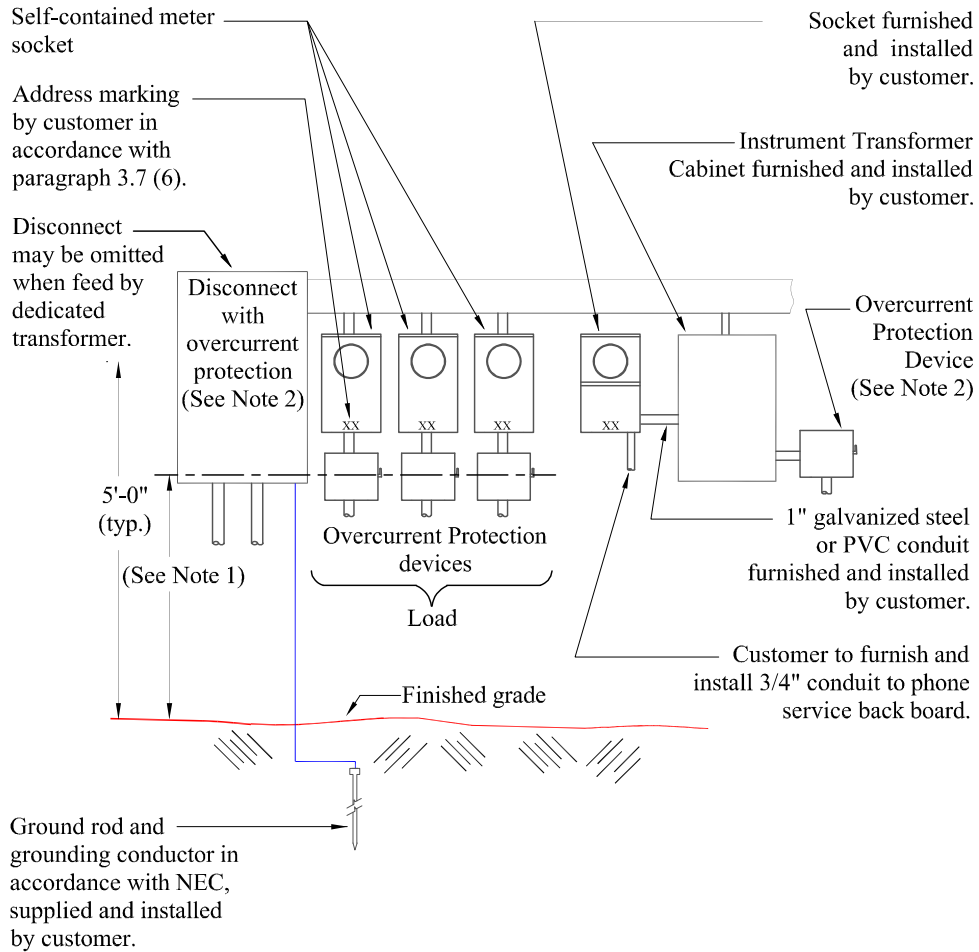 Self-contained meter
socket
Address marking
by customer in
accordance with
paragraph 3.7 (6).
Disconnect
may be omitted
when feed by
dedicated
transformer.
Disconnect
with
overcurrent
protection
(See Note 2)
Socket furnished
and installed
by customer.
Instrument Transformer
Cabinet furnished and installed
by customer.
Overcurrent
Protection
Device
(See Note 2)
XX
XX
XX
XX
5'-0"
(typ.)
(See Note 1)
Overcurrent Protection
devices
Load
1" galvanized steel
or PVC conduit
furnished and installed
by customer.
Customer to furnish and
install 3/4" conduit to phone
service back board.
Finished grade
Ground rod and
grounding conductor in
accordance with NEC,
supplied and installed
by customer.